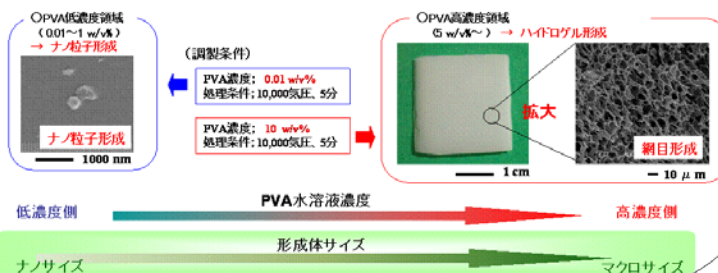 ○PVA低濃度領域
(0.01～1 w/v%)
→ ナノ粒子形成
ナノ粒子形成
1000 nm
(調製条件)
PVA濃度; 0.01 w/v%
処理条件;10,000気圧、5分
PVA濃度; 10 w/v%
処理条件;10,000気圧、5分
○PVA高濃度領域
(5 w/v%～) → ハイドロゲル形成
拡大
網目形成
1 cm
10 μm
PVA水溶液濃度
低濃度側
高濃度側
形成体サイズ
ナノサイズ
マクロサイズ